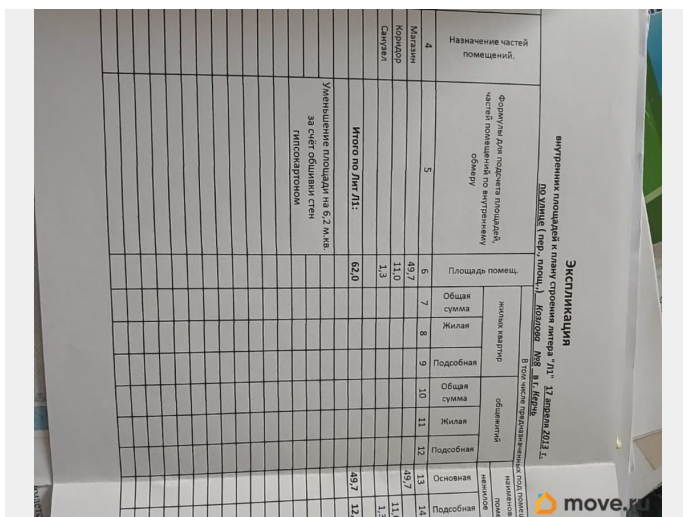 Экспликация
внутренних площадей к плану строения литера "Л1" 17 апреля 2013 г.
по улице ( пер., площ.,) Козлова №8 в г. Керчь
Назначение частей помещений.
Формулы для подсчета площадей, частей помещений по внутреннему обмеру
Площадь помещ.
В том числе предназначенных под помещ
жилых квартир
общежитий
наименов
нежилое
Общая сумма
Жилая
Подсобная
Общая сумма
Жилая
Подсобная
Основная
Подсобная
4 5 6 7 8 9 10 11 12 13 14
Магазин 49,7 49,7
Коридор 11,0
Санузел 1,3
Итого по Лит Л1: 62,0 49,7
Уменьшение площади на 6,2 м.кв.
за счёт обшивки стен
гипсокартоном
move.ru